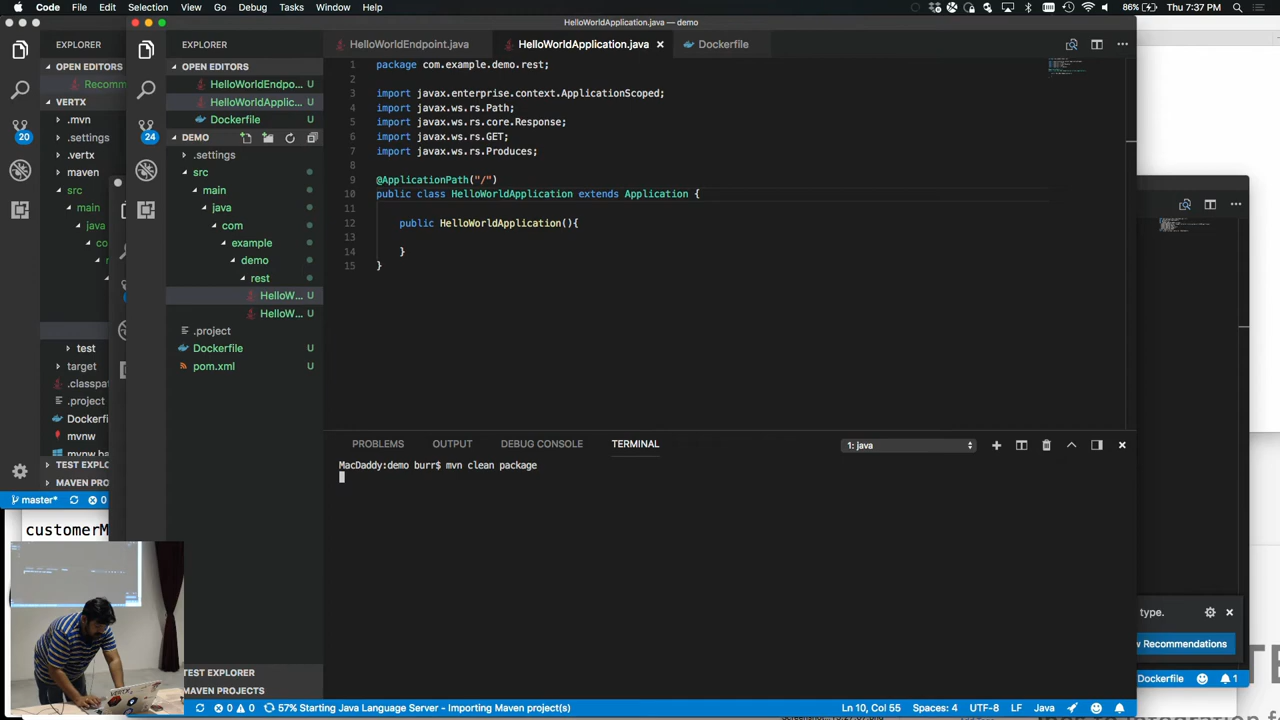 Code File Edit Selection View Go Debug Tasks Window Help
86% Thu 7:37 PM
HelloWorldApplication.java — demo
EXPLORER
OPEN EDITORS
Recomm
VERTX
.mvn
.settings
.vertx
maven
src
main
java
co
test
target
.classpa
.project
Dockerfi
mvnw
TEST EXPLO
MAVEN PRO
20
master* 0
customerM
EXPLORER
OPEN EDITORS
HelloWorldEndpo... U
HelloWorldApplic... U
Dockerfile U
DEMO
.settings
src
main
java
com
example
demo
rest
HelloW... U
HelloW... U
.project
Dockerfile U
pom.xml U
TEST EXPLORER
MAVEN PROJECTS
24
HelloWorldEndpoint.java HelloWorldApplication.java Dockerfile
1 package com.example.demo.rest;
2
3 import javax.enterprise.context.ApplicationScoped;
4 import javax.ws.rs.Path;
5 import javax.ws.rs.core.Response;
6 import javax.ws.rs.GET;
7 import javax.ws.rs.Produces;
8
9 @ApplicationPath("/")
10 public class HelloWorldApplication extends Application {
11
12 public HelloWorldApplication(){
13
14 }
15 }
PROBLEMS OUTPUT DEBUG CONSOLE TERMINAL 1: java
MacDaddy:demo burr$ mvn clean package
type.
w Recommendations
Dockerfile 1
0 0 57% Starting Java Language Server - Importing Maven project(s) Ln 10, Col 55 Spaces: 4 UTF-8 LF Java
VERT.X